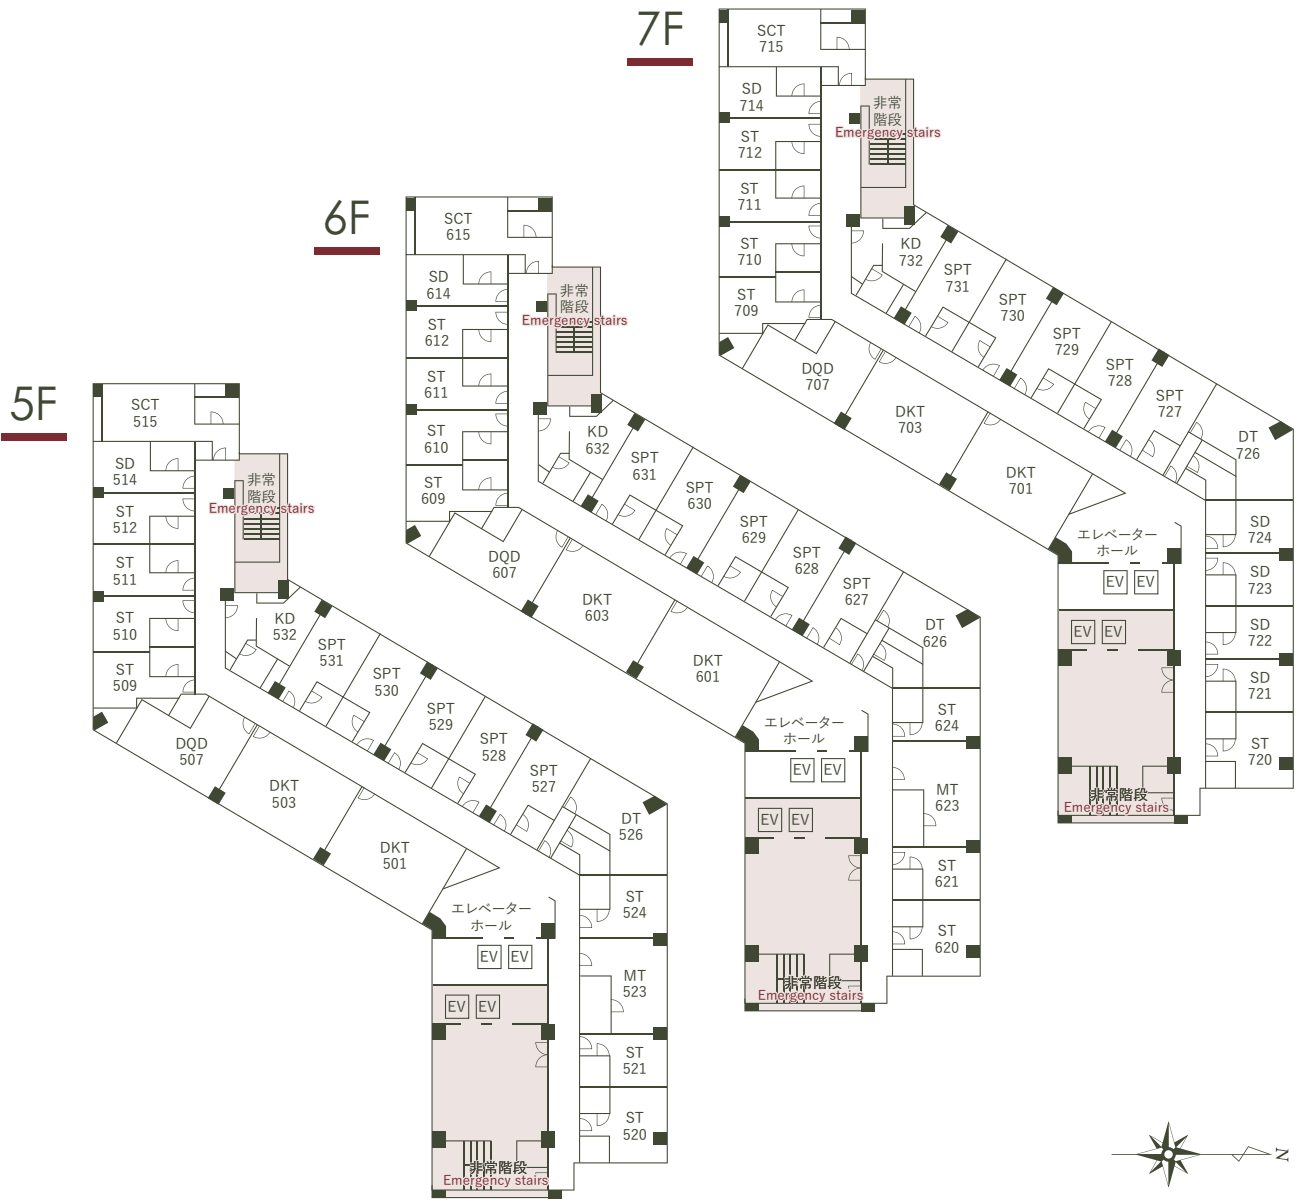 5F
SCT
515
SD
514
ST
512
ST
511
ST
510
ST
509
DQD
507
DKT
503
DKT
501
非常
階段
Emergency stairs
KD
532
SPT
531
SPT
530
SPT
529
SPT
528
SPT
527
DT
526
ST
524
MT
523
ST
521
ST
520
エレベーター
ホール
EV
EV
EV
EV
非常階段
Emergency stairs
6F
SCT
615
SD
614
ST
612
ST
611
ST
610
ST
609
DQD
607
DKT
603
DKT
601
非常
階段
Emergency stairs
KD
632
SPT
631
SPT
630
SPT
629
SPT
628
SPT
627
DT
626
ST
624
MT
623
ST
621
ST
620
エレベーター
ホール
EV
EV
EV
EV
非常階段
Emergency stairs
7F
SCT
715
SD
714
ST
712
ST
711
ST
710
ST
709
DQD
707
DKT
703
DKT
701
非常
階段
Emergency stairs
KD
732
SPT
731
SPT
730
SPT
729
SPT
728
SPT
727
DT
726
SD
724
SD
723
SD
722
SD
721
ST
720
エレベーター
ホール
EV
EV
EV
EV
非常階段
Emergency stairs
N